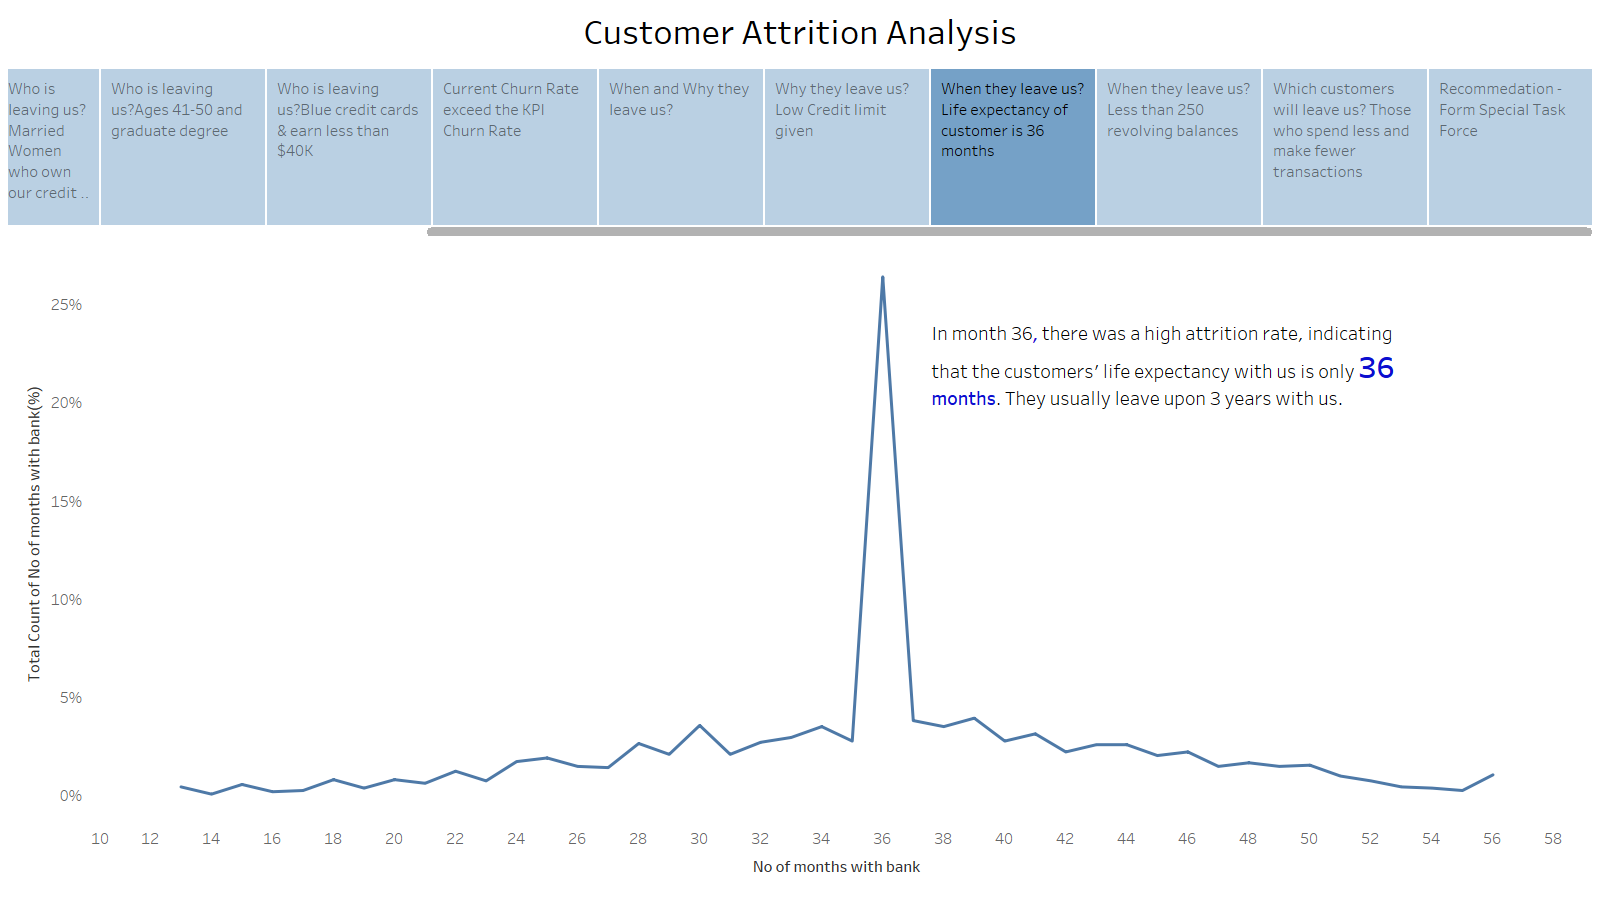 Customer Attrition Analysis
Who is
leaving us?
Married
Women
who own
our credit ..
Who is leaving
us?Ages 41-50 and
graduate degree
Who is leaving
us?Blue credit cards
& earn less than
$40K
Current Churn Rate
exceed the KPI
Churn Rate
When and Why they
leave us?
Why they leave us?
Low Credit limit
given
When they leave us?
Life expectancy of
customer is 36
months
When they leave us?
Less than 250
revolving balances
Which customers
will leave us? Those
who spend less and
make fewer
transactions
Recommedation -
Form Special Task
Force
In month 36, there was a high attrition rate, indicating
that the customers’ life expectancy with us is only 36
months. They usually leave upon 3 years with us.
Total Count of No of months with bank(%)
25%
20%
15%
10%
5%
0%
10 12 14 16 18 20 22 24 26 28 30 32 34 36 38 40 42 44 46 48 50 52 54 56 58
No of months with bank